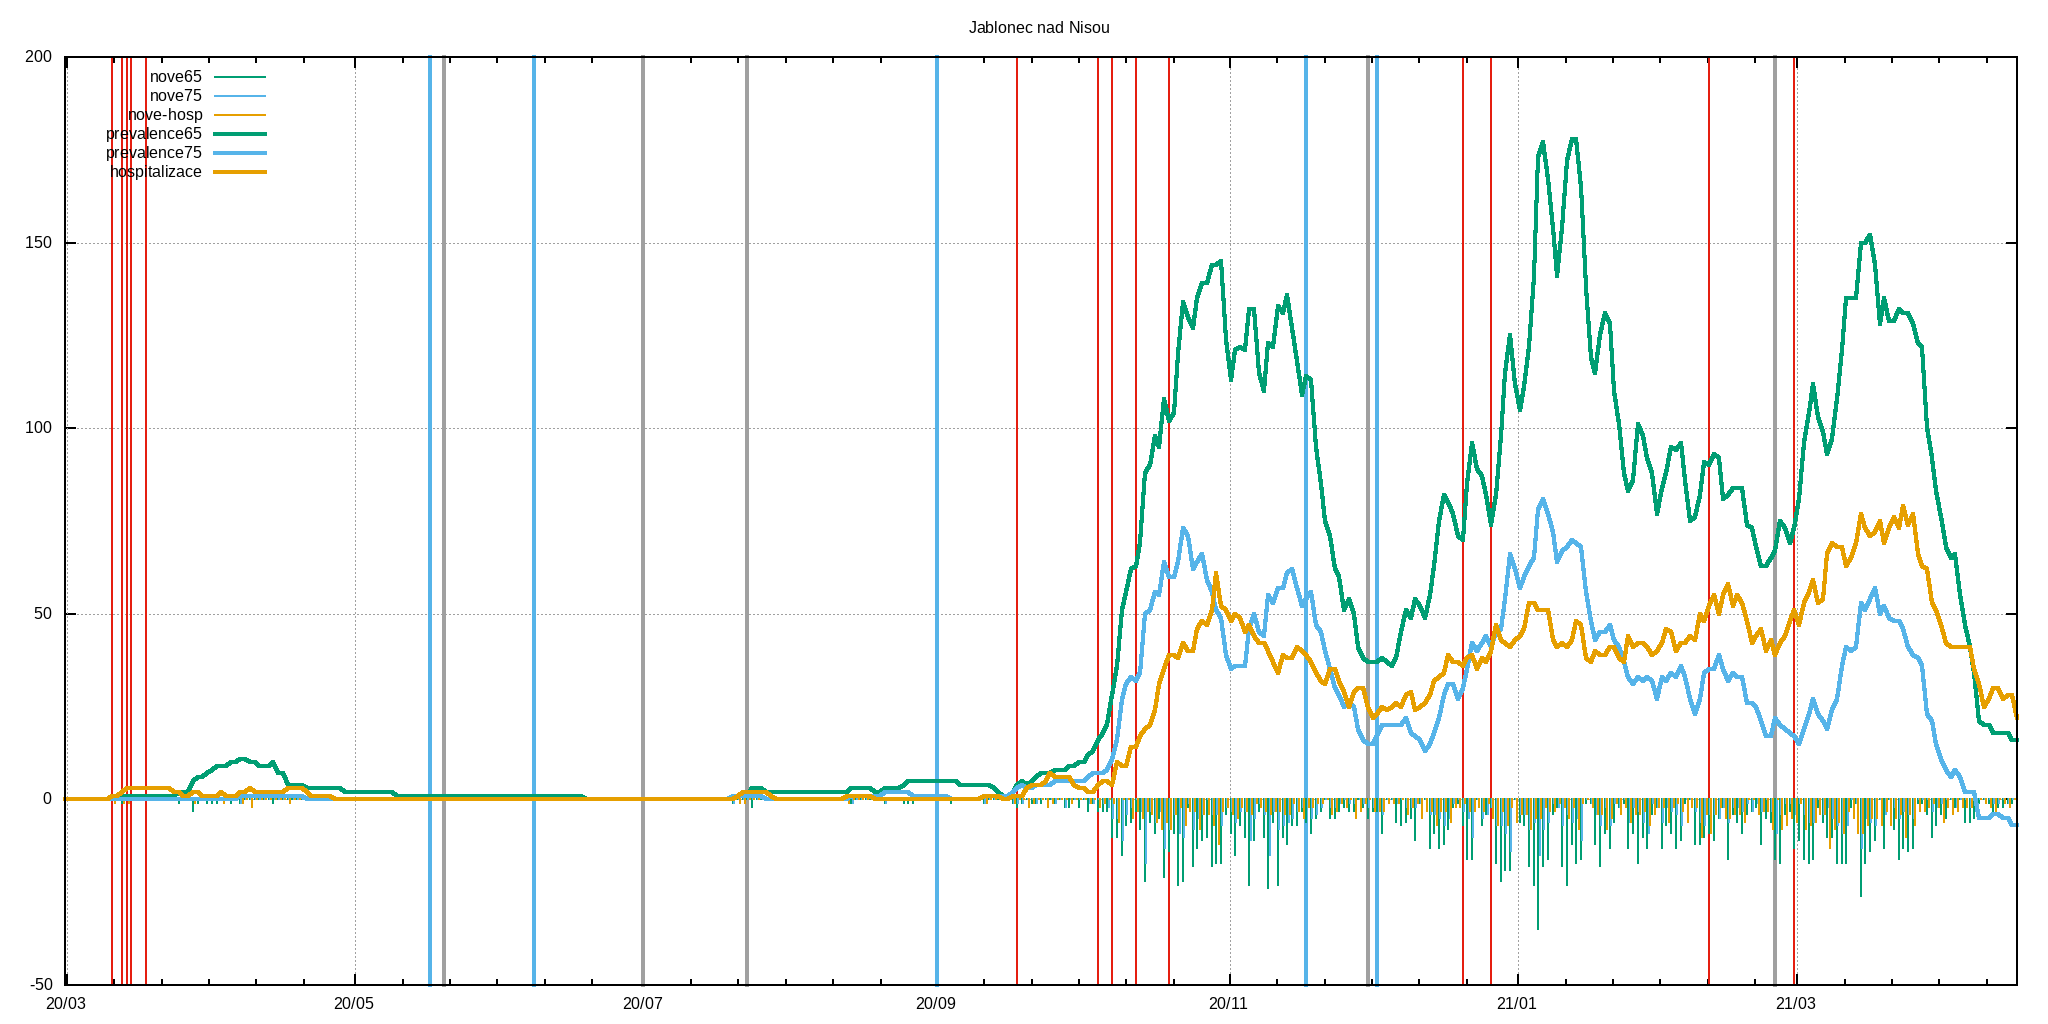 Jablonec nad Nisou
200
150
100
50
0
-50
nove65
nove75
nove-hosp
prevalence65
prevalence75
hospitalizace
20/03 20/05 20/07 20/09 20/11 21/01 21/03